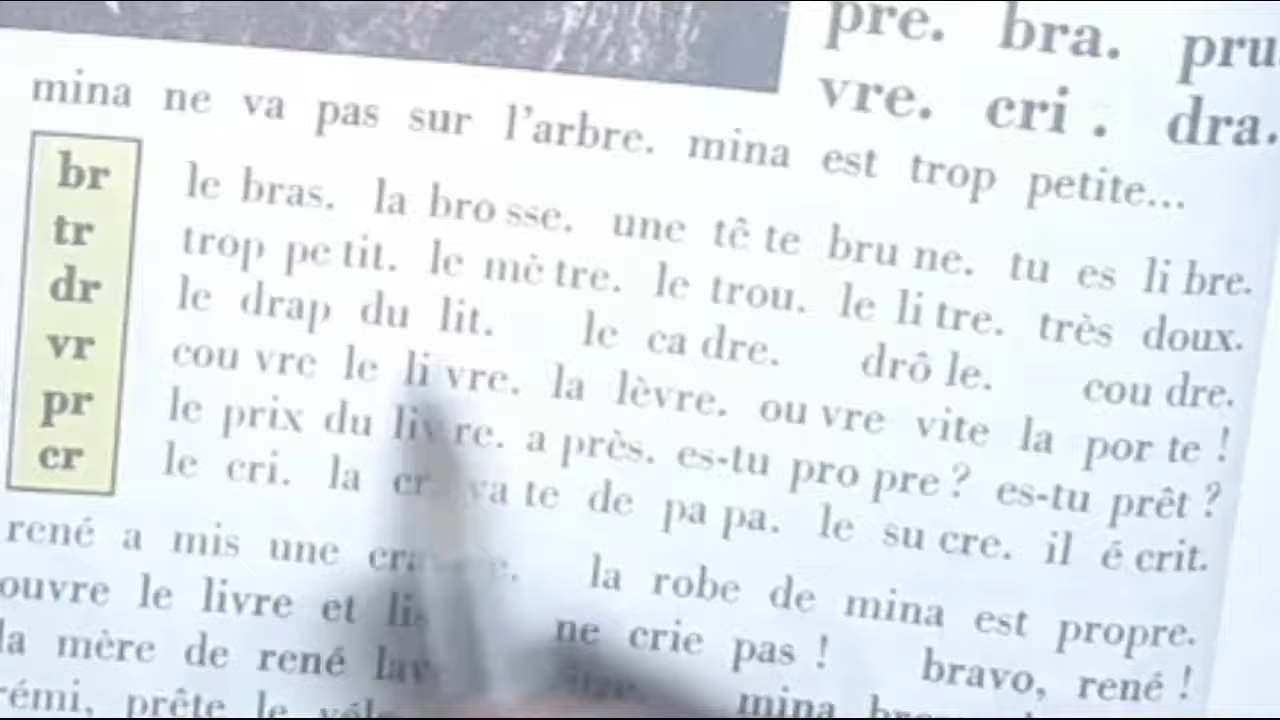 pre. bra. pru
vre. cri . dra.
mina ne va pas sur l'arbre. mina est trop petite...
br
tr
dr
vr
pr
cr
le bras. la bro sse. une tê te bru ne. tu es li bre.
trop pe tit. le mè tre. le trou. le li tre. très doux.
le drap du lit. le ca dre. drô le. cou dre.
cou vre le li vre. la lèvre. ou vre vite la por te !
le prix du li re. a près. es-tu pro pre ? es-tu prêt ?
le cri. la va te de pa pa. le su cre. il é crit.
rené a mis une la robe de mina est propre.
ouvre le livre et ne crie pas ! bravo, rené !
la mère de rené
rémi, prête le mina